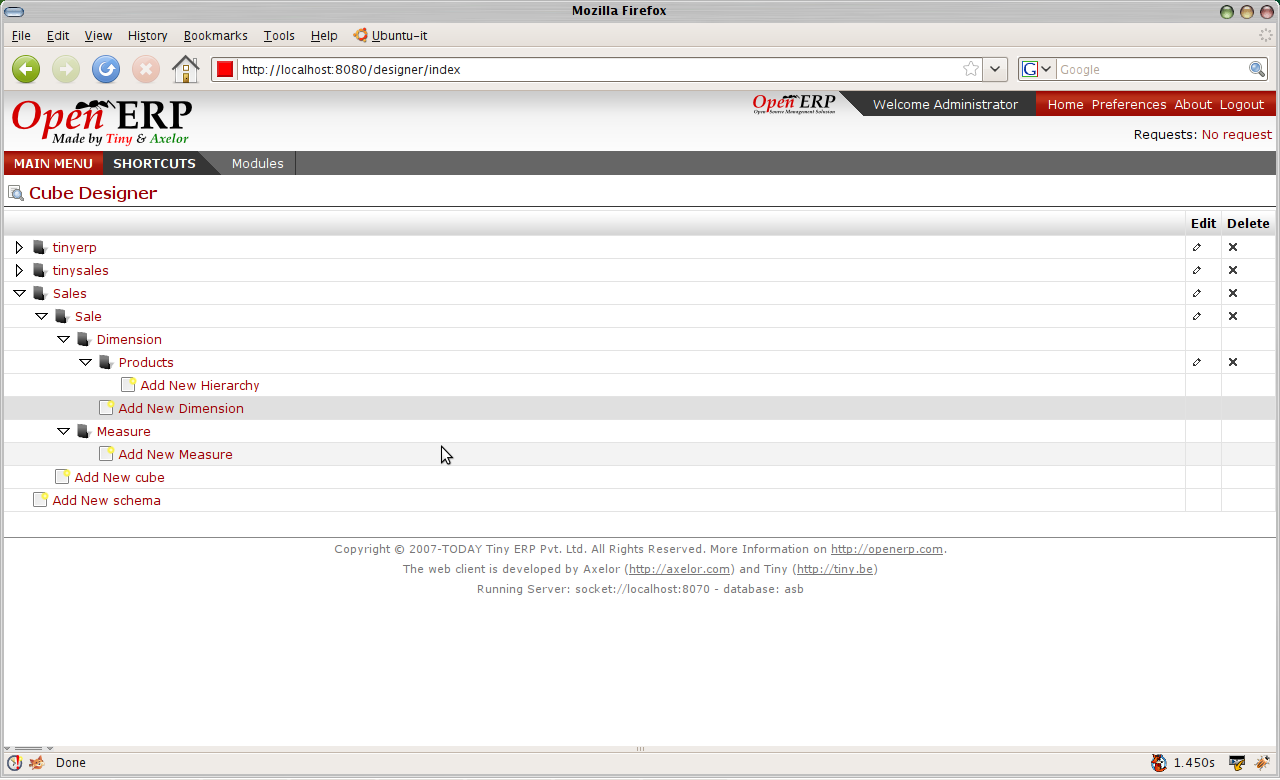 Mozilla Firefox
File Edit View History Bookmarks Tools Help Ubuntu-it
http://localhost:8080/designer/index
G Google
Open ERP
Made by Tiny & Axelor
Open ERP
Open Source Management Solution
Welcome Administrator
Home Preferences About Logout
Requests: No request
MAIN MENU SHORTCUTS Modules
Cube Designer
Edit Delete
tinyerp
tinysales
Sales
Sale
Dimension
Products
Add New Hierarchy
Add New Dimension
Measure
Add New Measure
Add New cube
Add New schema
Copyright © 2007-TODAY Tiny ERP Pvt. Ltd. All Rights Reserved. More Information on http://openerp.com.
The web client is developed by Axelor (http://axelor.com) and Tiny (http://tiny.be)
Running Server: socket://localhost:8070 - database: asb
Done 1.450s